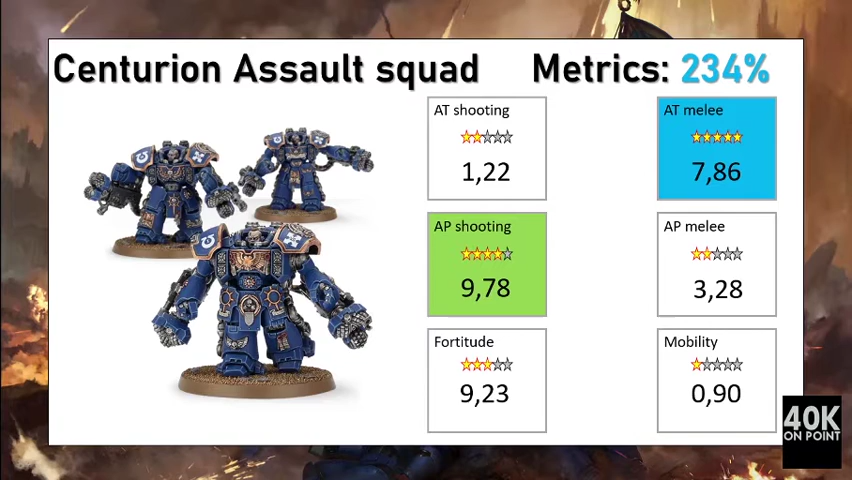 Centurion Assault squad Metrics: 234%
AT shooting
1,22
AT melee
7,86
AP shooting
9,78
AP melee
3,28
Fortitude
9,23
Mobility
0,90
40K
ON POINT